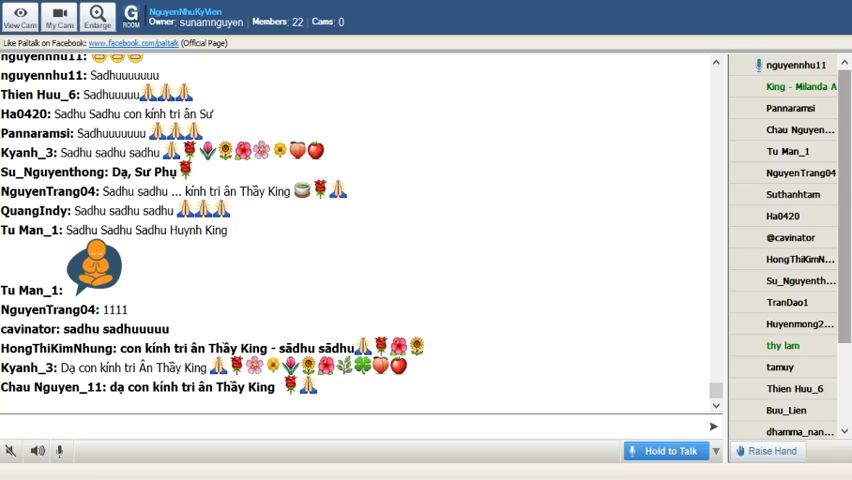 View Cam
My Cam
Enlarge
G
ROOM
NguyenNhuKyVien
Owner: sunamnguyen Members: 22 Cams: 0
Like Paltalk on Facebook: www.facebook.com/paltalk (Official Page)
nguyennhu11:
nguyennhu11: Sadhuuuuuuu
Thien Huu_6: Sadhuuuuu
Ha0420: Sadhu Sadhu con kính tri ân Sư
Pannaramsi: Sadhuuuuuuu
Kyanh_3: Sadhu sadhu sadhu
Su_Nguyenthong: Dạ, Sư Phụ
NguyenTrang04: Sadhu sadhu ... kính tri ân Thầy King
QuangIndy: Sadhu sadhu sadhu
Tu Man_1: Sadhu Sadhu Sadhu Huynh King
Tu Man_1:
NguyenTrang04: 1111
cavinator: sadhu sadhuuuuu
HongThiKimNhung: con kính tri ân Thầy King - sādhu sādhu
Kyanh_3: Dạ con kính tri Ân Thầy King
Chau Nguyen_11: dạ con kính tri ân Thầy King
nguyennhu11
King - Milanda A
Pannaramsi
Chau Nguyen...
Tu Man_1
NguyenTrang04
Suthanhtam
Ha0420
@cavinator
HongThiKimN...
Su_Nguyenth...
TranDao1
Huyenmong2...
thy lam
tamuy
Thien Huu_6
Buu_Lien
dhamma_nan...
Hold to Talk
Raise Hand